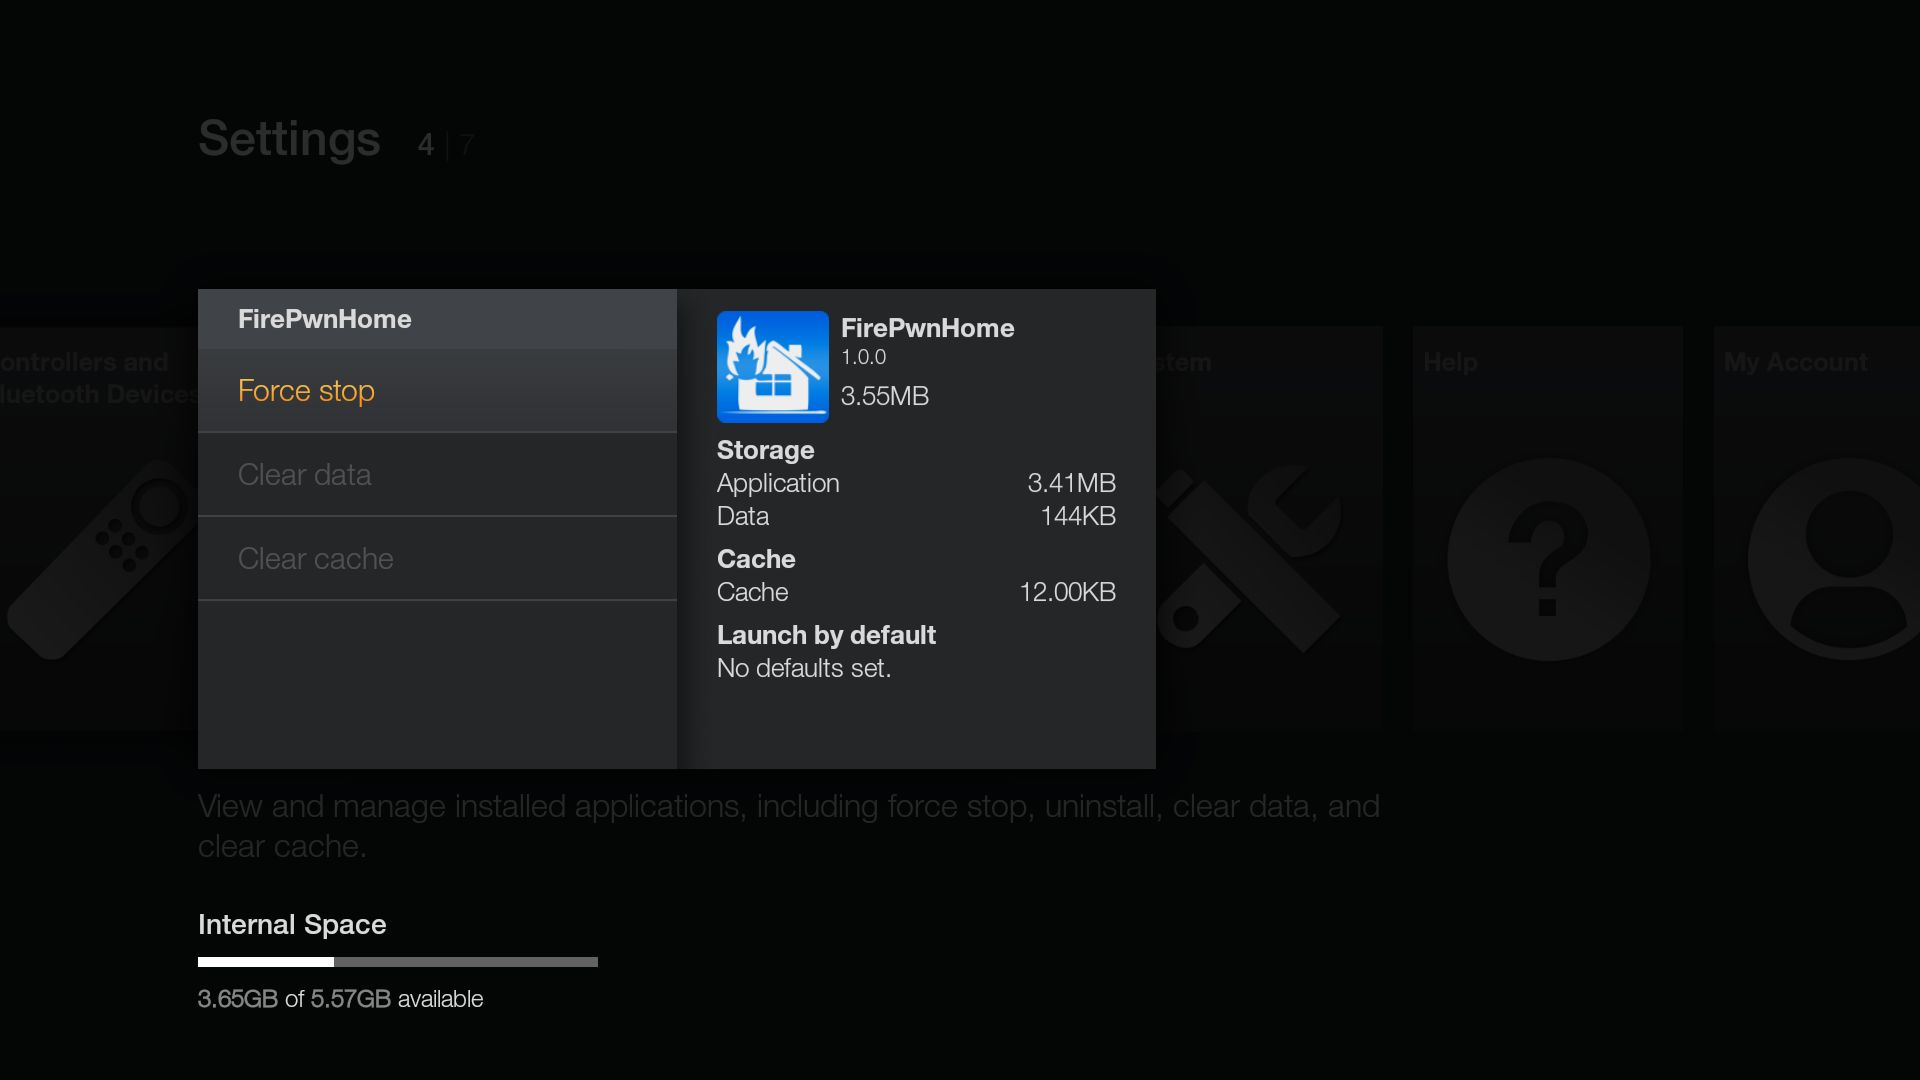 Settings 4 | 7
FirePwnHome
Force stop
Clear data
Clear cache
FirePwnHome
1.0.0
3.55MB
Storage
Application 3.41MB
Data 144KB
Cache
Cache 12.00KB
Launch by default
No defaults set.
ontrollers and
luetooth Devices
stem
Help
My Account
View and manage installed applications, including force stop, uninstall, clear data, and
clear cache.
Internal Space
3.65GB of 5.57GB available